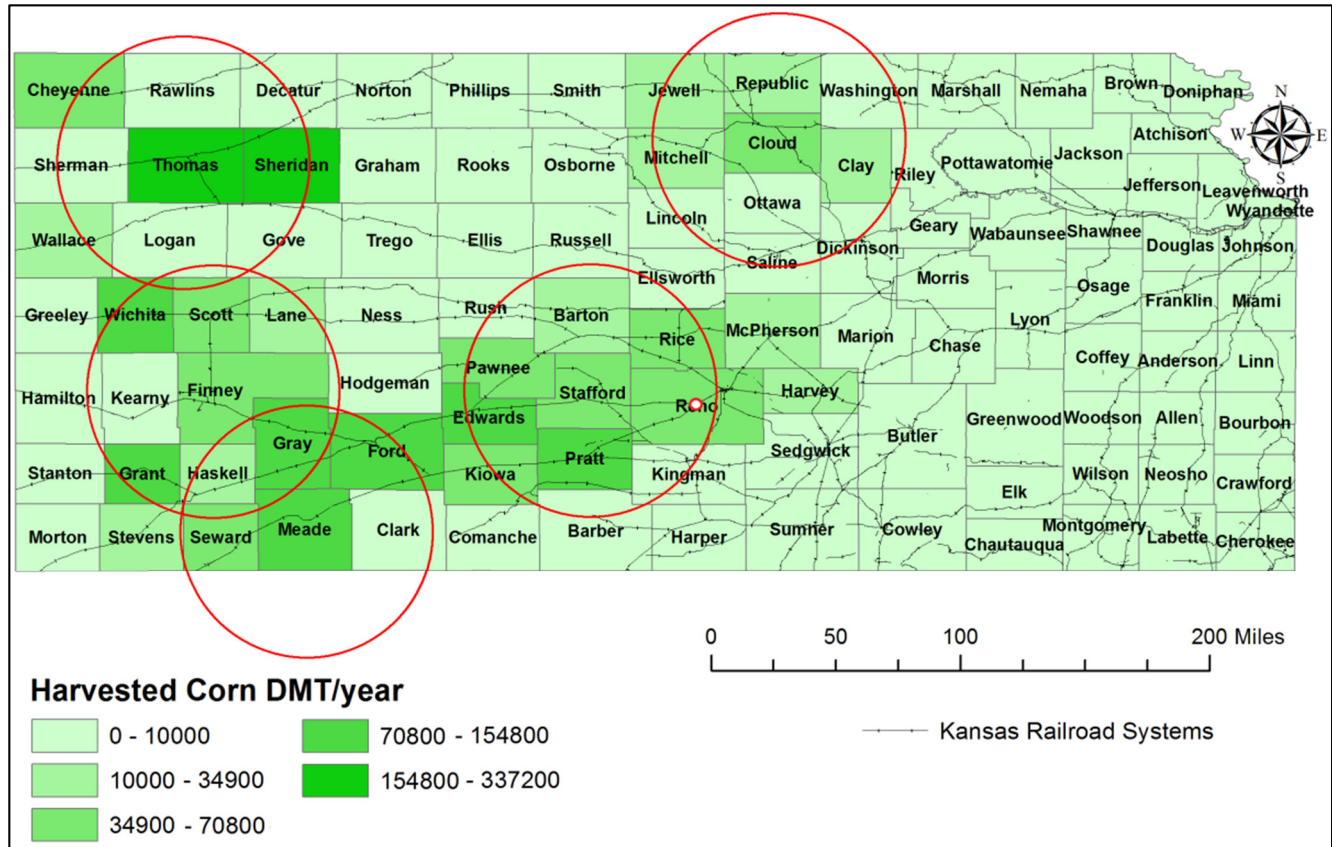 Cheyenne Rawlins Decatur Norton Phillips Smith Jewell Republic Washington Marshall Nemaha Brown Doniphan
N
W E
S
Sherman Thomas Sheridan Graham Rooks Osborne Mitchell Cloud Clay Riley Pottawatomie Jackson Atchison
Jefferson Leavenworth
Wyandotte
Wallace Logan Gove Trego Ellis Russell Lincoln Ottawa Dickinson Geary Wabaunsee Shawnee Douglas Johnson
Ellsworth Saline Morris
Greeley Wichita Scott Lane Ness Rush Barton Rice McPherson Marion Chase Lyon Osage Franklin Miami
Hamilton Kearny Finney Hodgeman Pawnee Stafford Reno Harvey Coffey Anderson Linn
Gray Ford Edwards Greenwood Woodson Allen Bourbon
Stanton Grant Haskell Kiowa Pratt Kingman Sedgwick Butler Elk Wilson Neosho Crawford
Morton Stevens Seward Meade Clark Comanche Barber Harper Sumner Cowley Chautauqua Montgomery Labette Cherokee
0 50 100 200 Miles
Harvested Corn DMT/year
0 - 10000
10000 - 34900
34900 - 70800
70800 - 154800
154800 - 337200
Kansas Railroad Systems